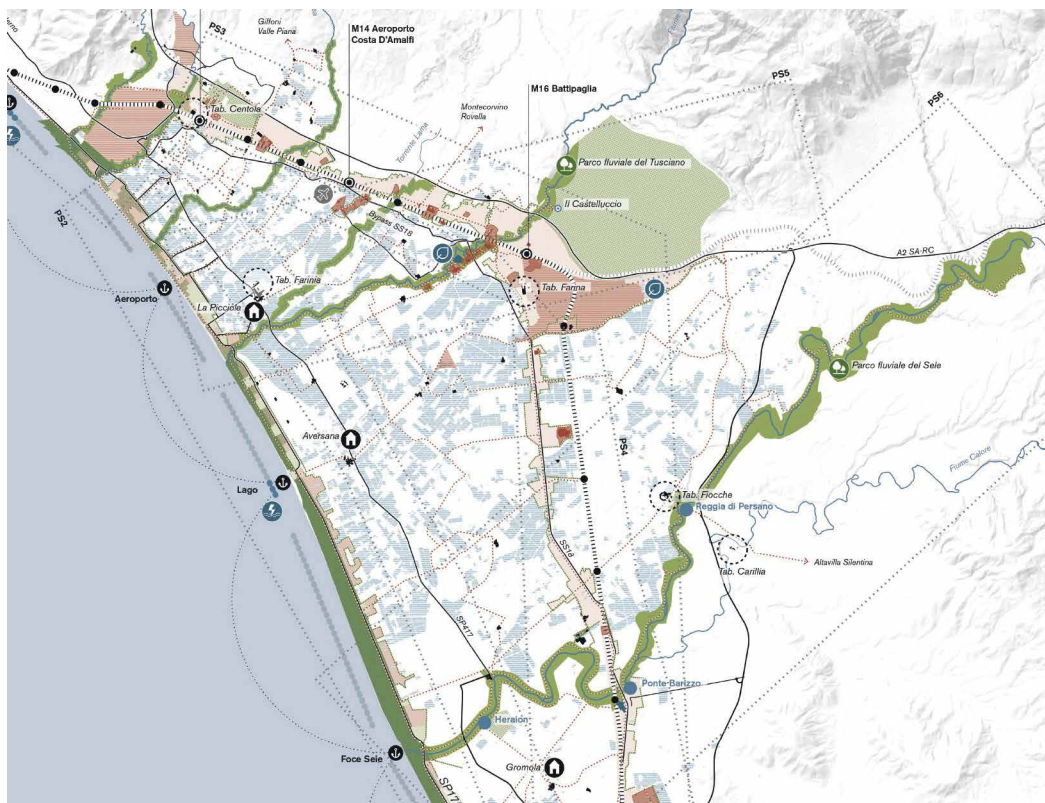 PS3
Giffoni
Valle Piana
M14 Aeroporto
Costa D'Amalfi
PS5
PS6
M16 Battipaglia
Montecorvino
Rovella
Tab. Centola
Torrente Lama
Parco fluviale del Tusciano
Il Castelluccio
PS2
Bypass SS18
A2 SA-RC
Tab. Farinia
Tab. Farina
Aeroporto
La Picciola
Parco fluviale del Sele
Aversana
PS4
Fiume Calore
Lago
Tab. Fiocche
Reggia di Persano
SS18
Tab. Carillia
Altavilla Silentina
SP417
Ponte Barizzo
Heraion
Foce Sele
Gromola
SP17